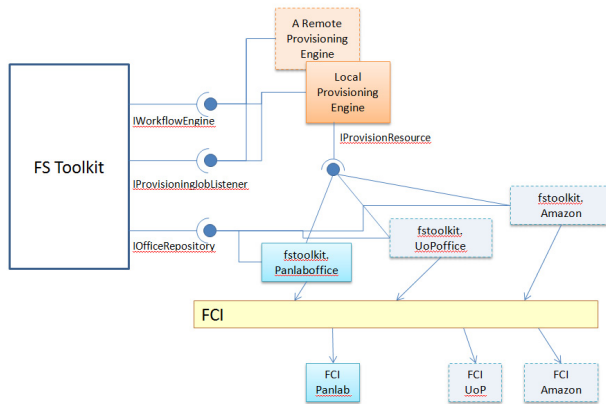 A Remote
Provisioning
Engine
Local
Provisioning
Engine
IWorkflowEngine
IProvisionResource
FS Toolkit
IProvisioningJobListener
fstoolkit.
Amazon
IOfficeRepository
fstoolkit.
UoPoffice
fstoolkit.
Panlaboffice
FCI
FCI
Panlab
FCI
UoP
FCI
Amazon